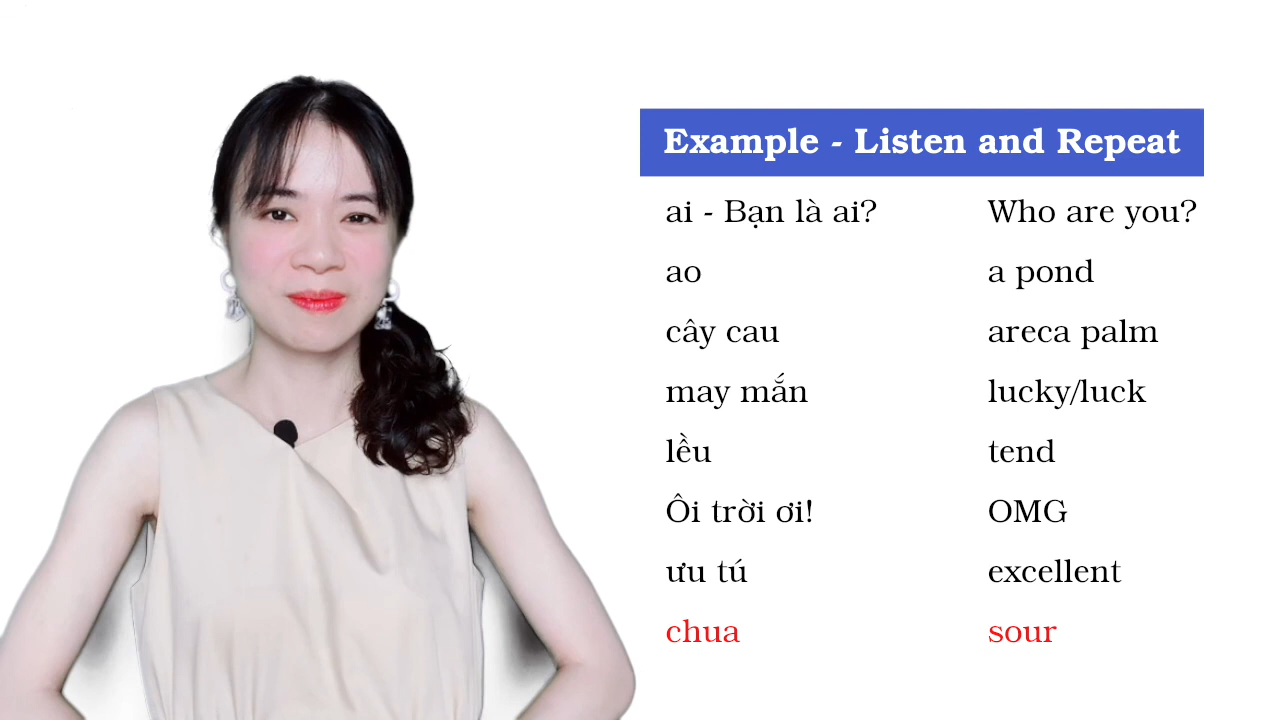 Example - Listen and Repeat
ai - Bạn là ai? Who are you?
ao a pond
cây cau areca palm
may mắn lucky/luck
lều tend
Ôi trời ơi! OMG
ưu tú excellent
chua sour